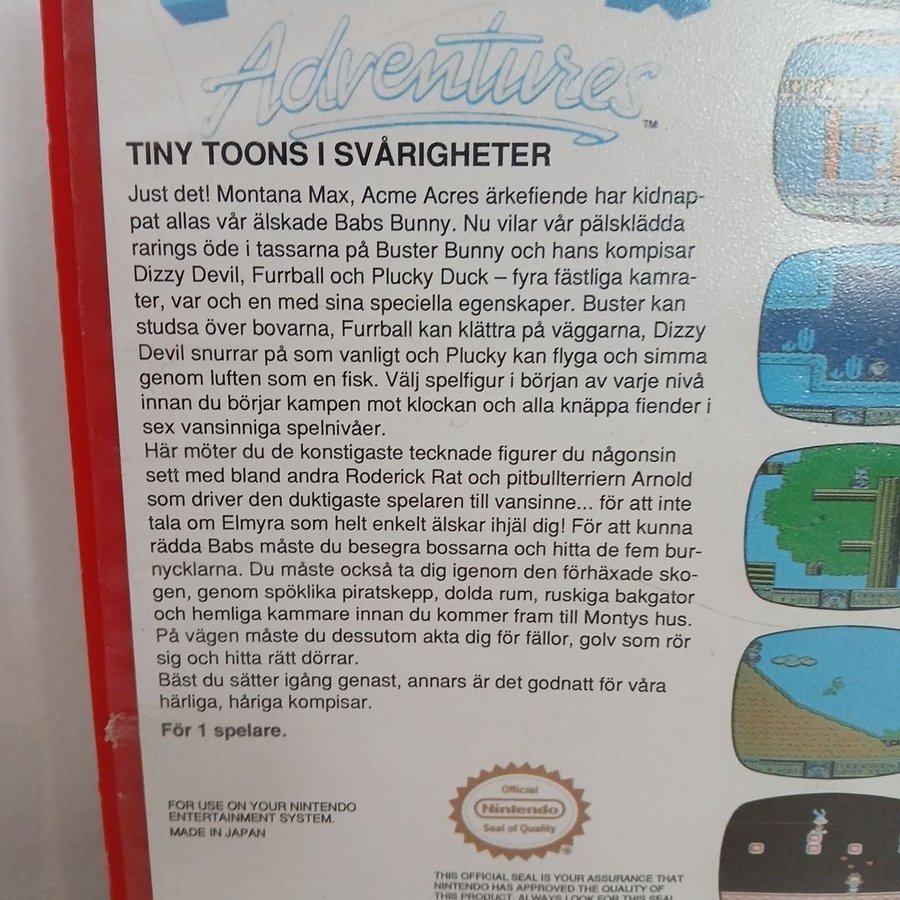 Adventures TM
TINY TOONS I SVÅRIGHETER
Just det! Montana Max, Acme Acres ärkefiende har kidnap-
pat allas vår älskade Babs Bunny. Nu vilar vår pälsklädda
rarings öde i tassarna på Buster Bunny och hans kompisar
Dizzy Devil, Furrball och Plucky Duck – fyra fästliga kamra-
ter, var och en med sina speciella egenskaper. Buster kan
studsa över bovarna, Furrball kan klättra på väggarna, Dizzy
Devil snurrar på som vanligt och Plucky kan flyga och simma
genom luften som en fisk. Välj spelfigur i början av varje nivå
innan du börjar kampen mot klockan och alla knäppa fiender i
sex vansinniga spelnivåer.
Här möter du de konstigaste tecknade figurer du någonsin
sett med bland andra Roderick Rat och pitbullterriern Arnold
som driver den duktigaste spelaren till vansinne... för att inte
tala om Elmyra som helt enkelt älskar ihjäl dig! För att kunna
rädda Babs måste du besegra bossarna och hitta de fem bur-
nycklarna. Du måste också ta dig igenom den förhäxade sko-
gen, genom spöklika piratskepp, dolda rum, ruskiga bakgator
och hemliga kammare innan du kommer fram till Montys hus.
På vägen måste du dessutom akta dig för fällor, golv som rör
sig och hitta rätt dörrar.
Bäst du sätter igång genast, annars är det godnatt för våra
härliga, håriga kompisar.
För 1 spelare.
FOR USE ON YOUR NINTENDO
ENTERTAINMENT SYSTEM.
MADE IN JAPAN
Official
Nintendo
Seal of Quality
THIS OFFICIAL SEAL IS YOUR ASSURANCE THAT
NINTENDO HAS APPROVED THE QUALITY OF
THIS PRODUCT. ALWAYS LOOK FOR THIS SEAL